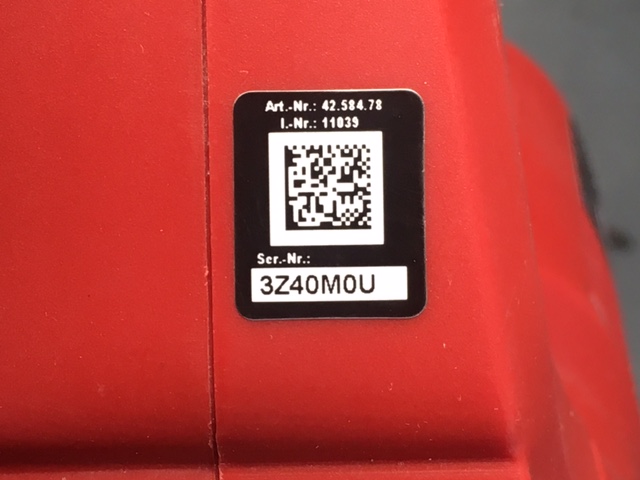 Art.-Nr.: 42.584.78
I.-Nr.: 11039
Ser.-Nr.:
3Z40M0U